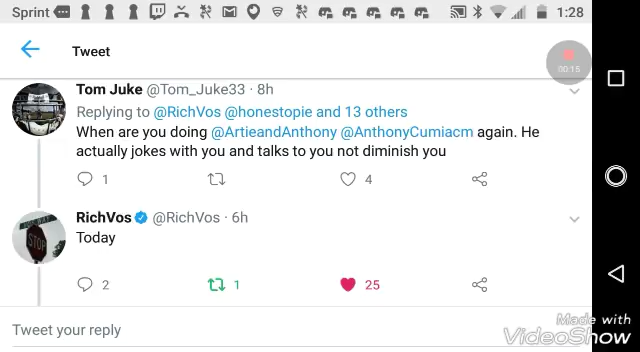 Sprint 1:28
Tweet
00:15
Tom Juke @Tom_Juke33 · 8h
Replying to @RichVos @honestopie and 13 others
When are you doing @ArtieandAnthony @AnthonyCumiacm again. He
actually jokes with you and talks to you not diminish you
1 4
RichVos @RichVos · 6h
Today
STOP
2 1 25
Tweet your reply
Made with
VideoShow